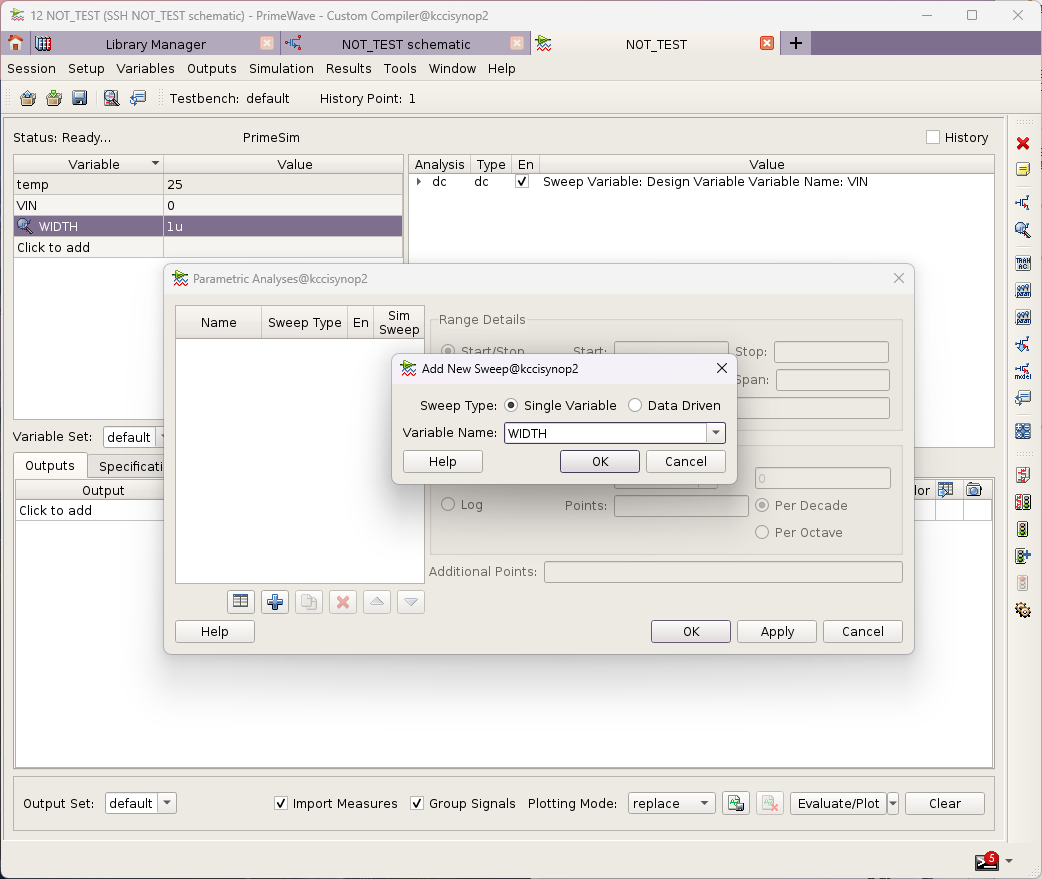 12 NOT_TEST (SSH NOT_TEST schematic) - PrimeWave - Custom Compiler@kccisynop2
Library Manager
NOT_TEST schematic
NOT_TEST
Session Setup Variables Outputs Simulation Results Tools Window Help
Testbench: default History Point: 1
Status: Ready...
PrimeSim
History
Variable Value
temp 25
VIN 0
WIDTH 1u
Click to add
Analysis Type En Value
dc dc Sweep Variable: Design Variable Variable Name: VIN
Parametric Analyses@kccisynop2
Name Sweep Type En Sim Sweep
Range Details
Start/Stop Start: Stop:
Span:
Add New Sweep@kccisynop2
Sweep Type: Single Variable Data Driven
Variable Name: WIDTH
Help OK Cancel
0
Log Points: Per Decade
Per Octave
Additional Points:
Help OK Apply Cancel
Variable Set: default
Outputs Specificati
Output lor
Click to add
TRAN
AC
param
param
model
Output Set: default Import Measures Group Signals Plotting Mode: replace Evaluate/Plot Clear
5